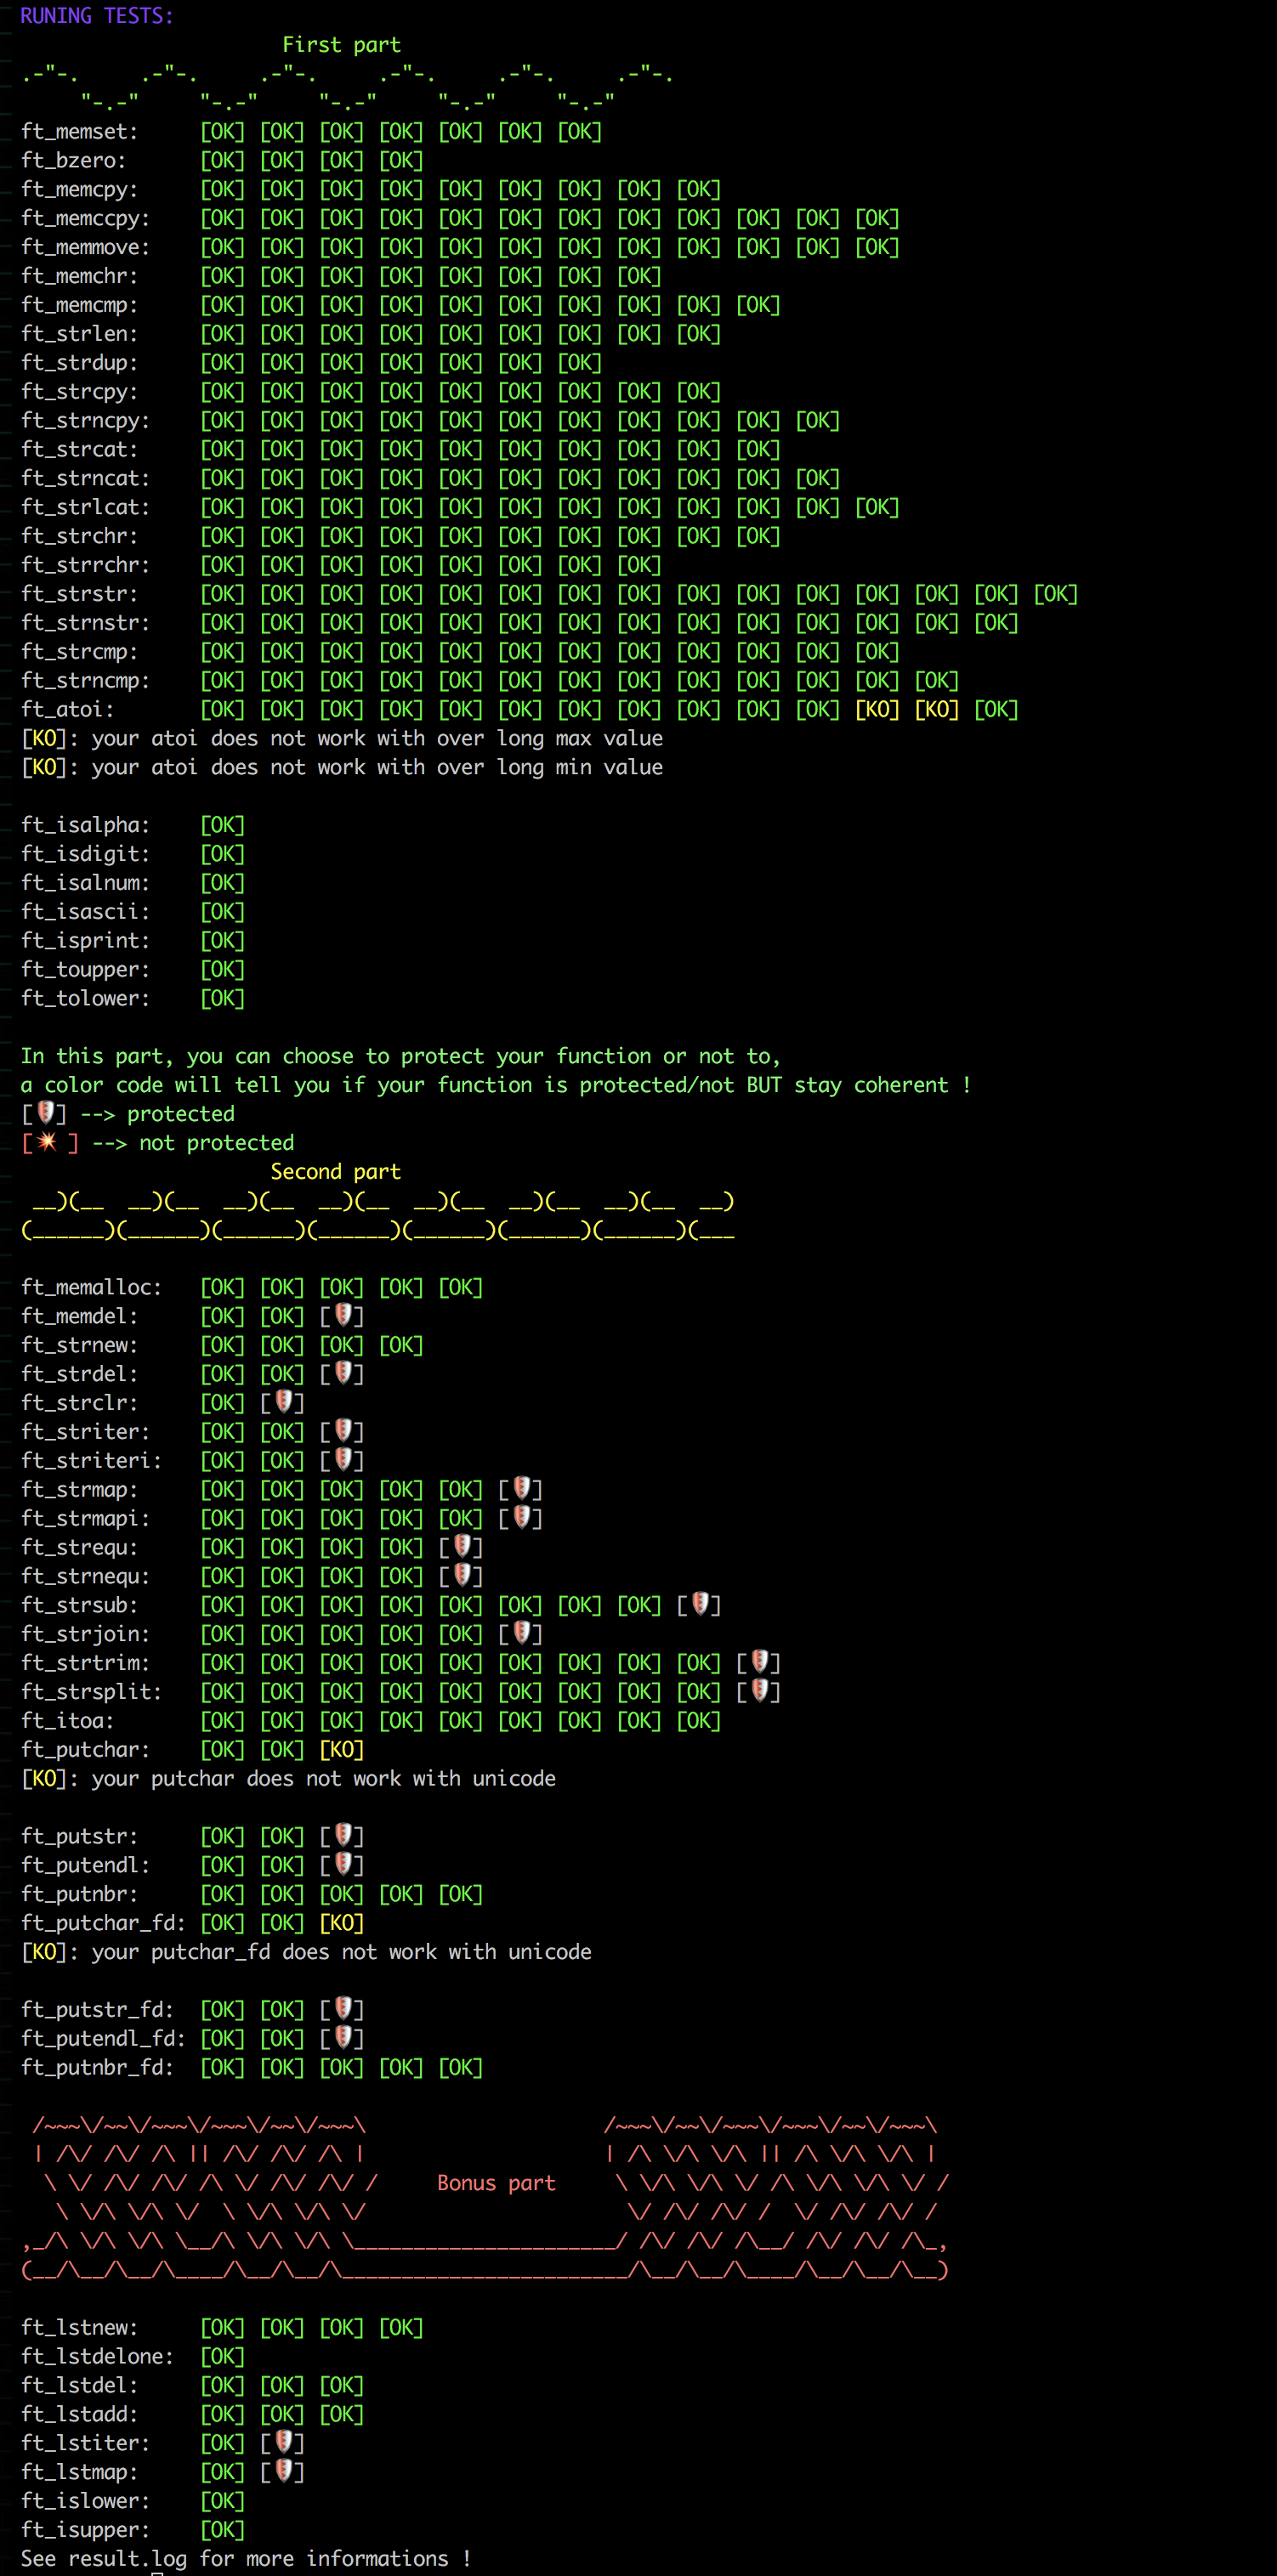 RUNING TESTS:
First part
.-"-.     .-"-.     .-"-.     .-"-.     .-"-.     .-"-.
     "-.-"     "-.-"     "-.-"     "-.-"     "-.-"
ft_memset: [OK] [OK] [OK] [OK] [OK] [OK] [OK]
ft_bzero: [OK] [OK] [OK] [OK]
ft_memcpy: [OK] [OK] [OK] [OK] [OK] [OK] [OK] [OK] [OK]
ft_memccpy: [OK] [OK] [OK] [OK] [OK] [OK] [OK] [OK] [OK] [OK] [OK] [OK]
ft_memmove: [OK] [OK] [OK] [OK] [OK] [OK] [OK] [OK] [OK] [OK] [OK] [OK]
ft_memchr: [OK] [OK] [OK] [OK] [OK] [OK] [OK] [OK]
ft_memcmp: [OK] [OK] [OK] [OK] [OK] [OK] [OK] [OK] [OK] [OK]
ft_strlen: [OK] [OK] [OK] [OK] [OK] [OK] [OK] [OK] [OK]
ft_strdup: [OK] [OK] [OK] [OK] [OK] [OK] [OK]
ft_strcpy: [OK] [OK] [OK] [OK] [OK] [OK] [OK] [OK] [OK]
ft_strncpy: [OK] [OK] [OK] [OK] [OK] [OK] [OK] [OK] [OK] [OK] [OK]
ft_strcat: [OK] [OK] [OK] [OK] [OK] [OK] [OK] [OK] [OK] [OK]
ft_strncat: [OK] [OK] [OK] [OK] [OK] [OK] [OK] [OK] [OK] [OK] [OK]
ft_strlcat: [OK] [OK] [OK] [OK] [OK] [OK] [OK] [OK] [OK] [OK] [OK] [OK]
ft_strchr: [OK] [OK] [OK] [OK] [OK] [OK] [OK] [OK] [OK] [OK]
ft_strrchr: [OK] [OK] [OK] [OK] [OK] [OK] [OK] [OK]
ft_strstr: [OK] [OK] [OK] [OK] [OK] [OK] [OK] [OK] [OK] [OK] [OK] [OK] [OK] [OK] [OK]
ft_strnstr: [OK] [OK] [OK] [OK] [OK] [OK] [OK] [OK] [OK] [OK] [OK] [OK] [OK] [OK]
ft_strcmp: [OK] [OK] [OK] [OK] [OK] [OK] [OK] [OK] [OK] [OK] [OK] [OK]
ft_strncmp: [OK] [OK] [OK] [OK] [OK] [OK] [OK] [OK] [OK] [OK] [OK] [OK] [OK]
ft_atoi: [OK] [OK] [OK] [OK] [OK] [OK] [OK] [OK] [OK] [OK] [OK] [KO] [KO] [OK]
[KO]: your atoi does not work with over long max value
[KO]: your atoi does not work with over long min value
ft_isalpha: [OK]
ft_isdigit: [OK]
ft_isalnum: [OK]
ft_isascii: [OK]
ft_isprint: [OK]
ft_toupper: [OK]
ft_tolower: [OK]
In this part, you can choose to protect your function or not to,
a color code will tell you if your function is protected/not BUT stay coherent !
[🛡] --> protected
[💥 ] --> not protected
Second part
 __)(__  __)(__  __)(__  __)(__  __)(__  __)(__  __)(__  __)
(______)(______)(______)(______)(______)(______)(______)(___
ft_memalloc: [OK] [OK] [OK] [OK] [OK]
ft_memdel: [OK] [OK] [🛡]
ft_strnew: [OK] [OK] [OK] [OK]
ft_strdel: [OK] [OK] [🛡]
ft_strclr: [OK] [🛡]
ft_striter: [OK] [OK] [🛡]
ft_striteri: [OK] [OK] [🛡]
ft_strmap: [OK] [OK] [OK] [OK] [OK] [🛡]
ft_strmapi: [OK] [OK] [OK] [OK] [OK] [🛡]
ft_strequ: [OK] [OK] [OK] [OK] [🛡]
ft_strnequ: [OK] [OK] [OK] [OK] [🛡]
ft_strsub: [OK] [OK] [OK] [OK] [OK] [OK] [OK] [OK] [🛡]
ft_strjoin: [OK] [OK] [OK] [OK] [OK] [🛡]
ft_strtrim: [OK] [OK] [OK] [OK] [OK] [OK] [OK] [OK] [OK] [🛡]
ft_strsplit: [OK] [OK] [OK] [OK] [OK] [OK] [OK] [OK] [OK] [🛡]
ft_itoa: [OK] [OK] [OK] [OK] [OK] [OK] [OK] [OK] [OK]
ft_putchar: [OK] [OK] [KO]
[KO]: your putchar does not work with unicode
ft_putstr: [OK] [OK] [🛡]
ft_putendl: [OK] [OK] [🛡]
ft_putnbr: [OK] [OK] [OK] [OK] [OK]
ft_putchar_fd: [OK] [OK] [KO]
[KO]: your putchar_fd does not work with unicode
ft_putstr_fd: [OK] [OK] [🛡]
ft_putendl_fd: [OK] [OK] [🛡]
ft_putnbr_fd: [OK] [OK] [OK] [OK] [OK]
Bonus part
ft_lstnew: [OK] [OK] [OK] [OK]
ft_lstdelone: [OK]
ft_lstdel: [OK] [OK] [OK]
ft_lstadd: [OK] [OK] [OK]
ft_lstiter: [OK] [🛡]
ft_lstmap: [OK] [🛡]
ft_islower: [OK]
ft_isupper: [OK]
See result.log for more informations !